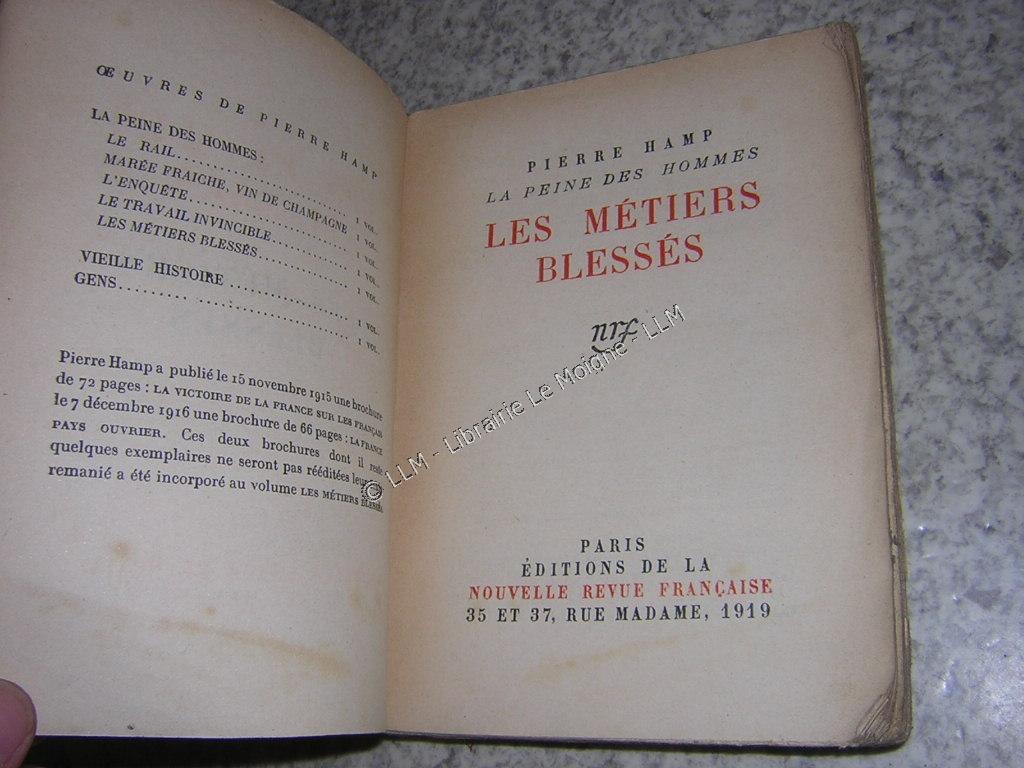 ŒUVRES DE PIERRE HAMP
LA PEINE DES HOMMES :
LE RAIL........................ 1 VOL.
MARÉE FRAICHE, VIN DE CHAMPAGNE 1 VOL.
L'ENQUÊTE........................ 1 VOL.
LE TRAVAIL INVINCIBLE............ 1 VOL.
LES MÉTIERS BLESSÉS.............. 1 VOL.
VIEILLE HISTOIRE ................ 1 VOL.
GENS......... ................... 1 VOL.
Pierre Hamp a publié le 15 novembre 1915 une brochure
de 72 pages : LA VICTOIRE DE LA FRANCE SUR LES FRANÇAIS
le 7 décembre 1916 une brochure de 66 pages : LA FRANCE
PAYS OUVRIER. Ces deux brochures dont il reste
quelques exemplaires ne seront pas rééditées leur
remanié a été incorporé au volume LES MÉTIERS BLESSÉS.
PIERRE HAMP
LA PEINE DES HOMMES
LES MÉTIERS
BLESSÉS
nrf
PARIS
ÉDITIONS DE LA
NOUVELLE REVUE FRANÇAISE
35 ET 37, RUE MADAME, 1919
© LLM - Librairie Le Moigne - LLM